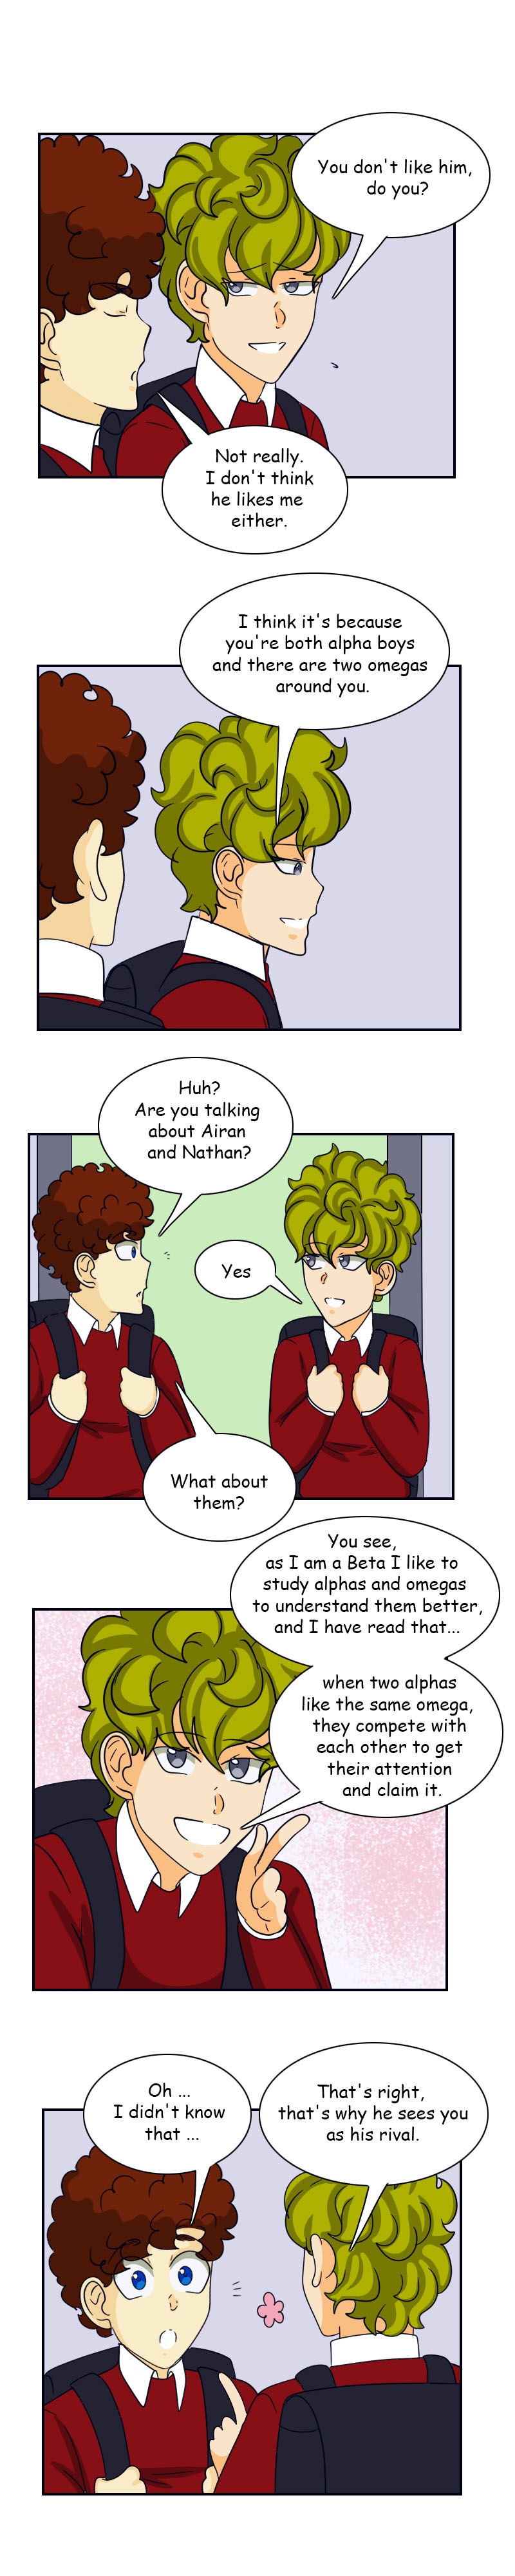 You don't like him,
do you?
Not really.
I don't think
he likes me
either.
I think it's because
you're both alpha boys
and there are two omegas
around you.
Huh?
Are you talking
about Airan
and Nathan?
Yes
What about
them?
You see,
as I am a Beta I like to
study alphas and omegas
to understand them better,
and I have read that...
when two alphas
like the same omega,
they compete with
each other to get
their attention
and claim it.
Oh ...
I didn't know
that ...
That's right,
that's why he sees you
as his rival.